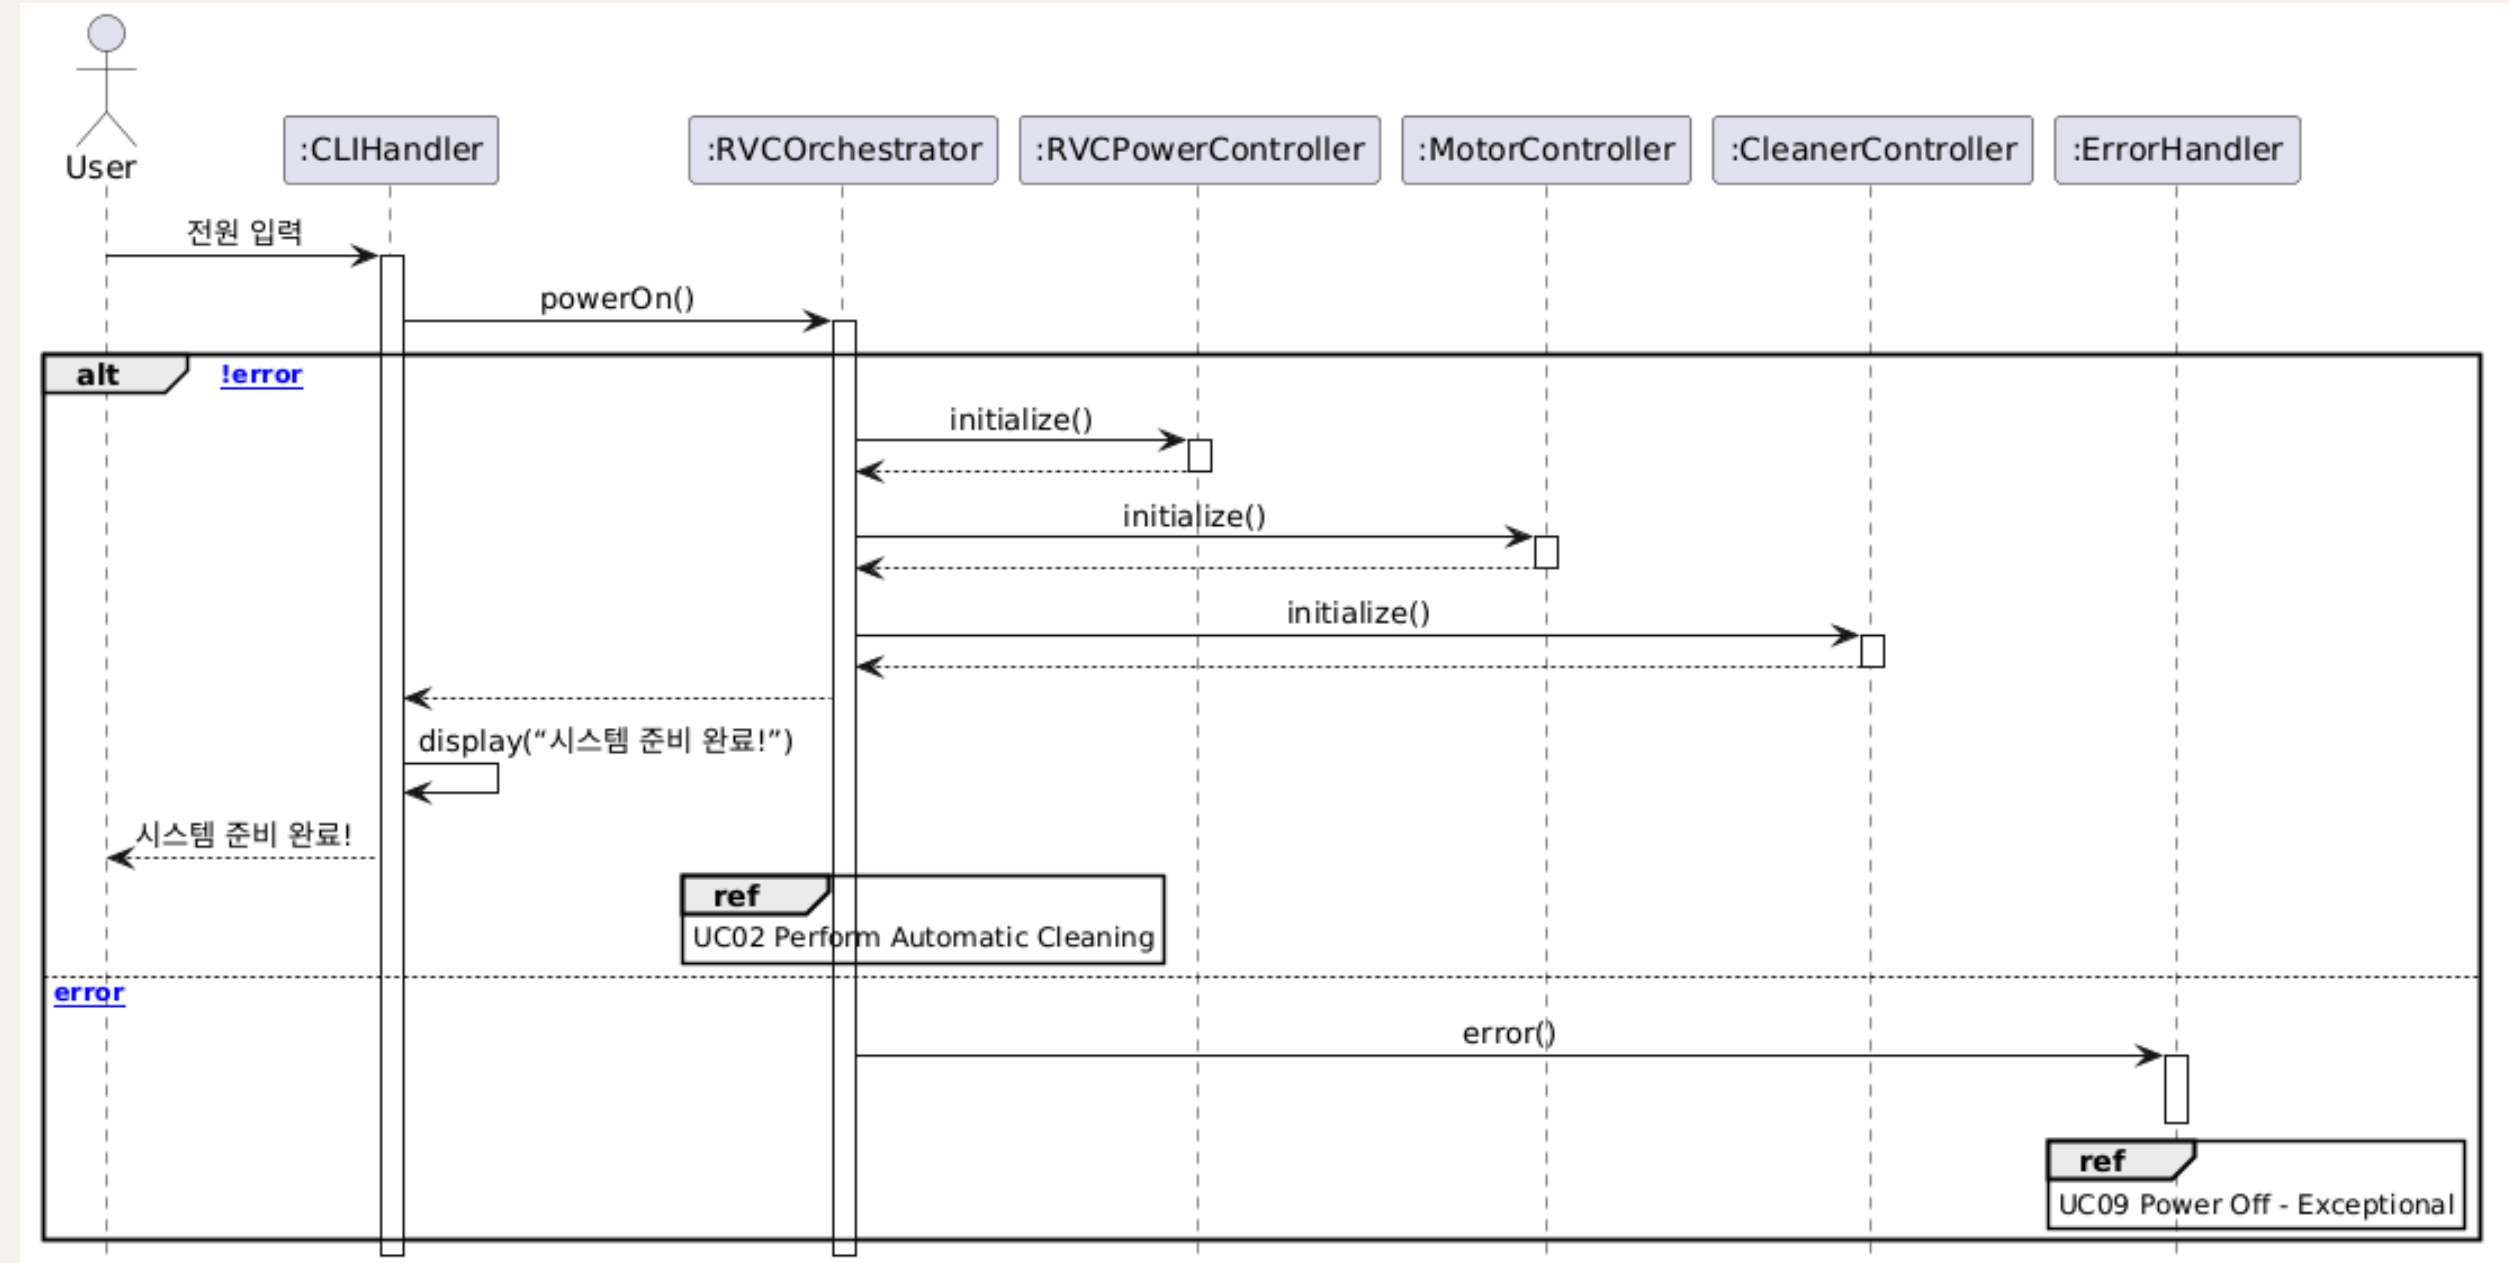 User
:CLIHandler
:RVCOrchestrator
:RVCPowerController
:MotorController
:CleanerController
:ErrorHandler
전원 입력
powerOn()
alt
!error
initialize()
initialize()
initialize()
display(“시스템 준비 완료!”)
시스템 준비 완료!
ref
UC02 Perform Automatic Cleaning
error
error()
ref
UC09 Power Off - Exceptional